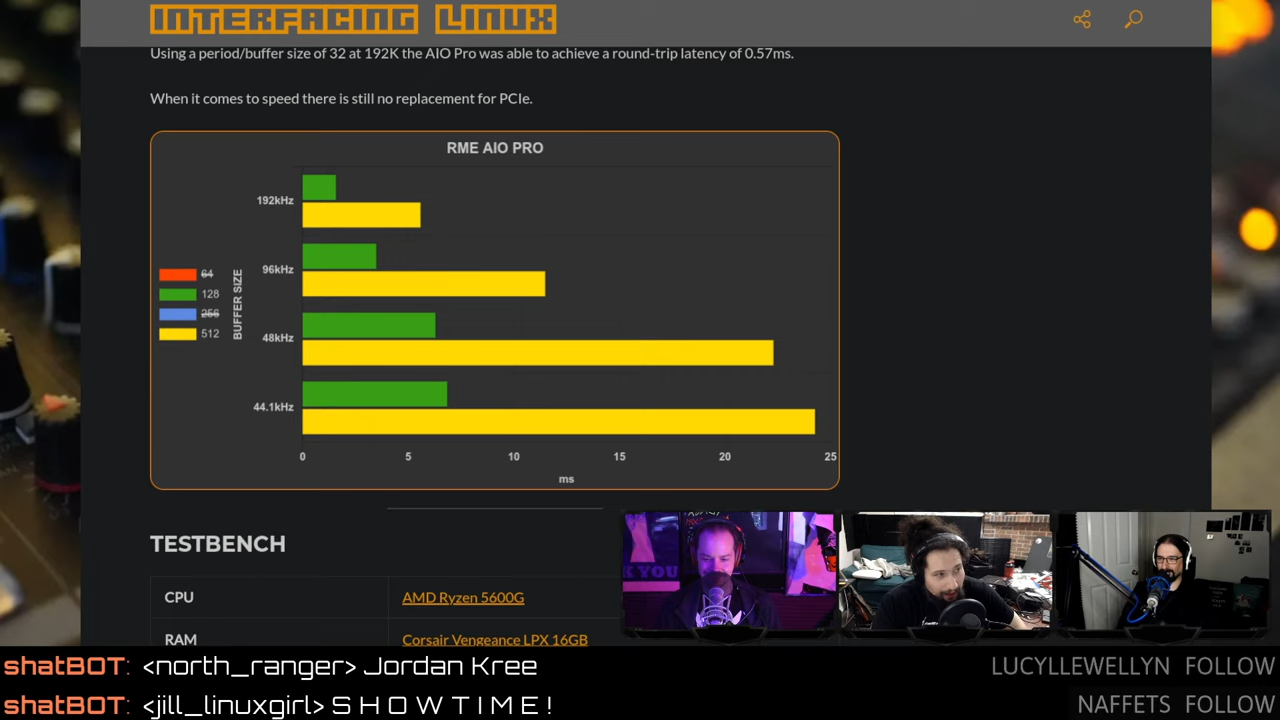 INTERFACING LINUX
Using a period/buffer size of 32 at 192K the AIO Pro was able to achieve a round-trip latency of 0.57ms.
When it comes to speed there is still no replacement for PCIe.
RME AIO PRO
192kHz
96kHz
48kHz
44.1kHz
BUFFER SIZE
64
128
256
512
0 5 10 15 20 25
ms
TESTBENCH
CPU AMD Ryzen 5600G
RAM Corsair Vengeance LPX 16GB
shatBOT: <north_ranger> Jordan Kree
shatBOT: <jill_linuxgirl> S H O W T I M E !
LUCYLLEWELLYN FOLLOW
NAFFETS FOLLOW